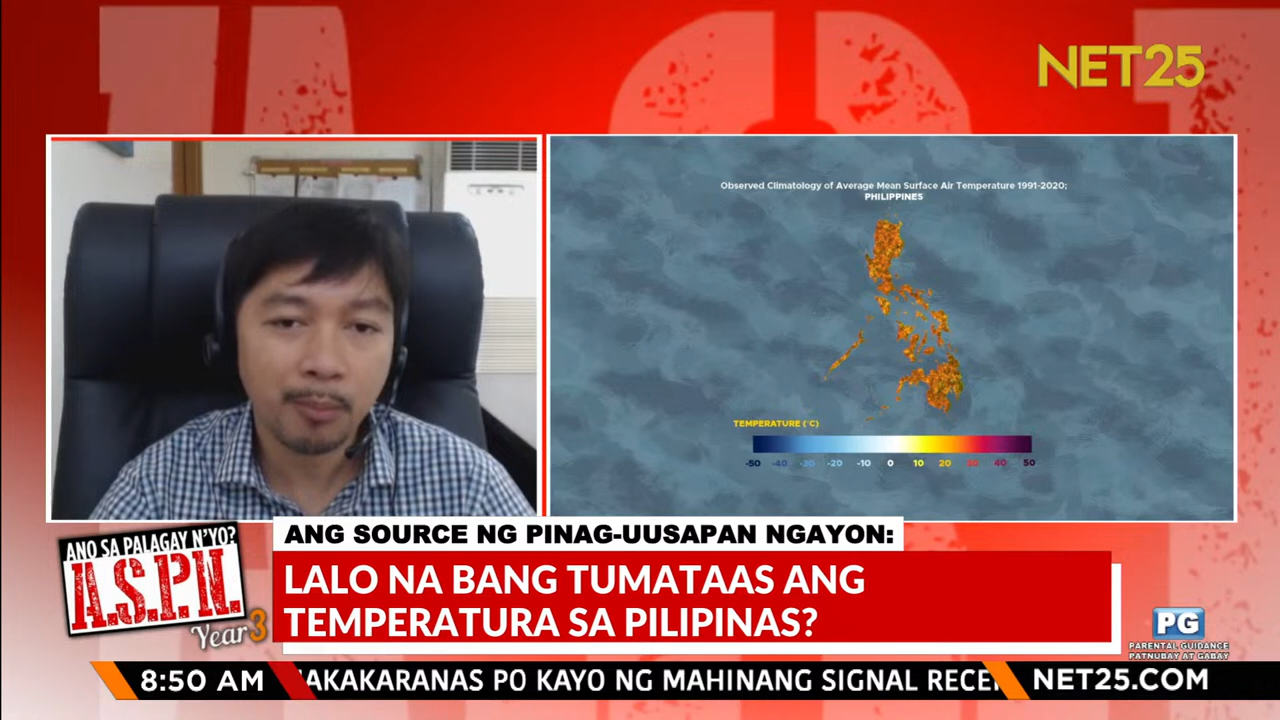 NET25
Observed Climatology of Average Mean Surface Air Temperature 1991-2020;
PHILIPPINES
TEMPERATURE (°C)
-50 -40 -30 -20 -10 0 10 20 30 40 50
ANO SA PALAGAY N'YO?
A.S.P.N.
Year 3
ANG SOURCE NG PINAG-UUSAPAN NGAYON:
LALO NA BANG TUMATAAS ANG
TEMPERATURA SA PILIPINAS?
PG
PARENTAL GUIDANCE
PATNUBAY AT GABAY
8:50 AM
AKAKARANAS PO KAYO NG MAHINANG SIGNAL RECE
NET25.COM